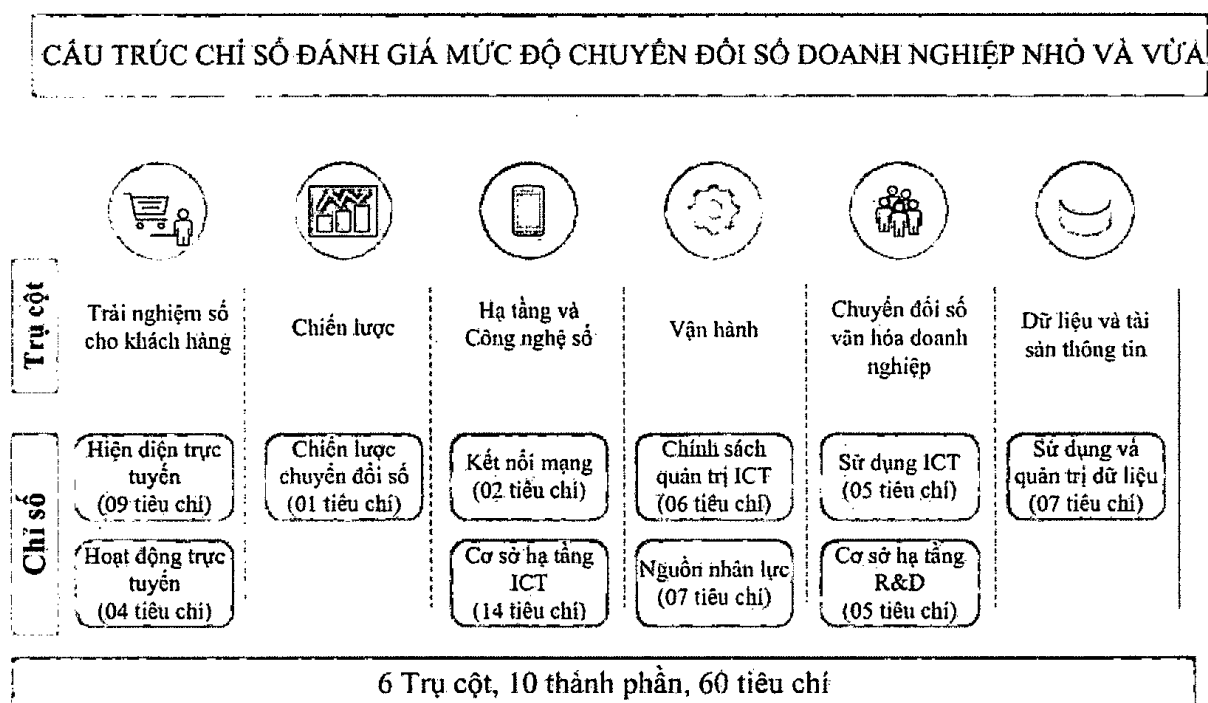 CẤU TRÚC CHỈ SỐ ĐÁNH GIÁ MỨC ĐỘ CHUYỂN ĐỔI SỐ DOANH NGHIỆP NHỎ VÀ VỪA
Trụ cột
Trải nghiệm số
cho khách hàng
Chiến lược
Hạ tầng và
Công nghệ số
Vận hành
Chuyển đổi số
văn hóa doanh
nghiệp
Dữ liệu và tài
sản thông tin
Chỉ số
Hiện diện trực
tuyến
(09 tiêu chí)
Chiến lược
chuyển đổi số
(01 tiêu chí)
Kết nối mạng
(02 tiêu chí)
Chính sách
quản trị ICT
(06 tiêu chí)
Sử dụng ICT
(05 tiêu chí)
Sử dụng và
quản trị dữ liệu
(07 tiêu chí)
Hoạt động trực
tuyến
(04 tiêu chí)
Cơ sở hạ tầng
ICT
(14 tiêu chí)
Nguồn nhân lực
(07 tiêu chí)
Cơ sở hạ tầng
R&D
(05 tiêu chí)
6 Trụ cột, 10 thành phần, 60 tiêu chí